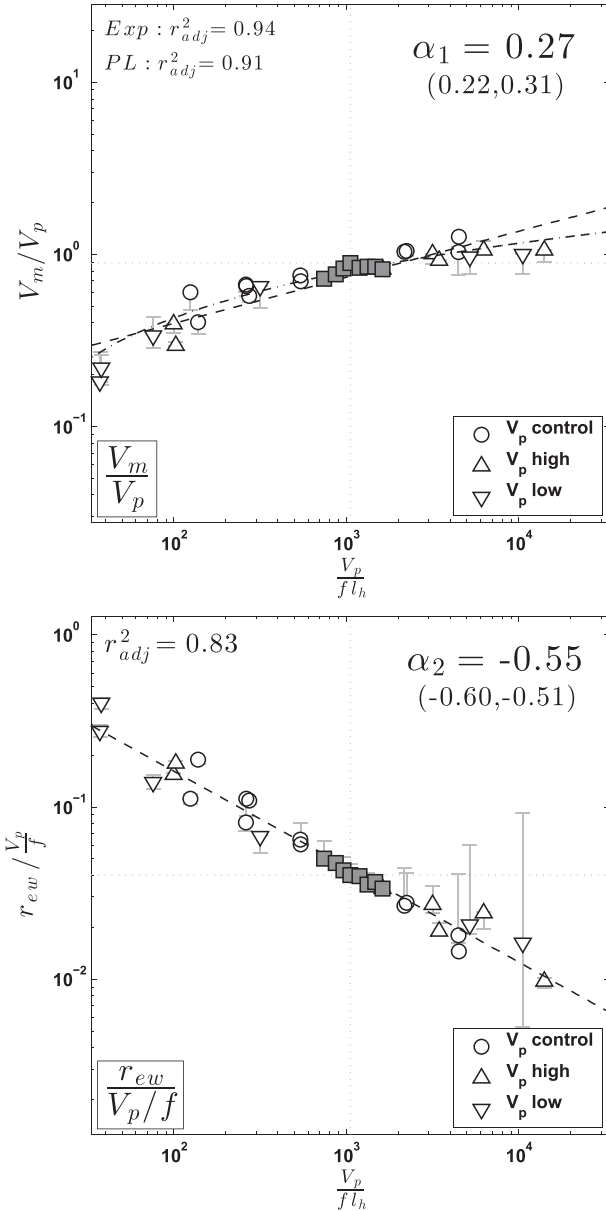 Exp : r²adj = 0.94
PL : r²adj = 0.91
α₁ = 0.27
(0.22,0.31)
10¹
10⁰
10⁻¹
Vm/Vp
Vm
Vp
Vp control
Vp high
Vp low
10² 10³ 10⁴
Vp
f lh
r²adj = 0.83
α₂ = -0.55
(-0.60,-0.51)
10⁰
10⁻¹
10⁻²
rew / Vp
f
rew
Vp/f
Vp control
Vp high
Vp low
10² 10³ 10⁴
Vp
f lh